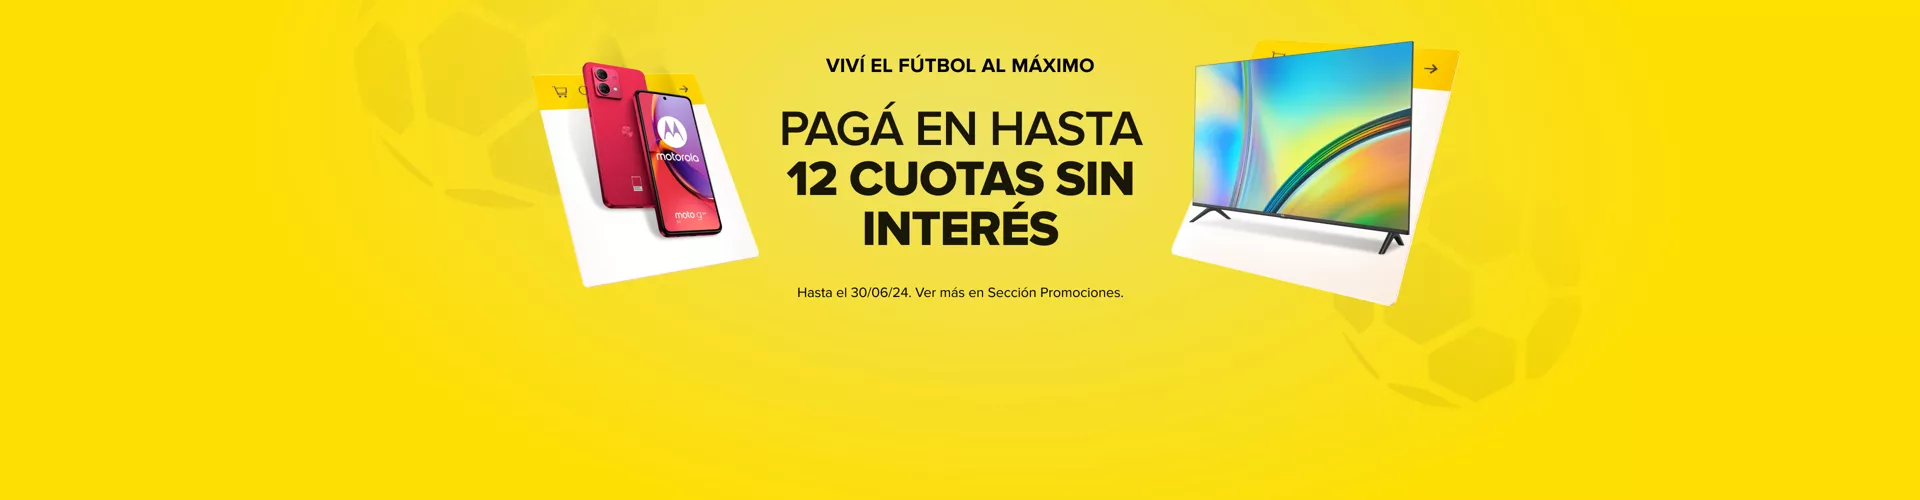 VIVÍ EL FÚTBOL AL MÁXIMO
PAGÁ EN HASTA
12 CUOTAS SIN
INTERÉS
Hasta el 30/06/24. Ver más en Sección Promociones.
motorola
moto g